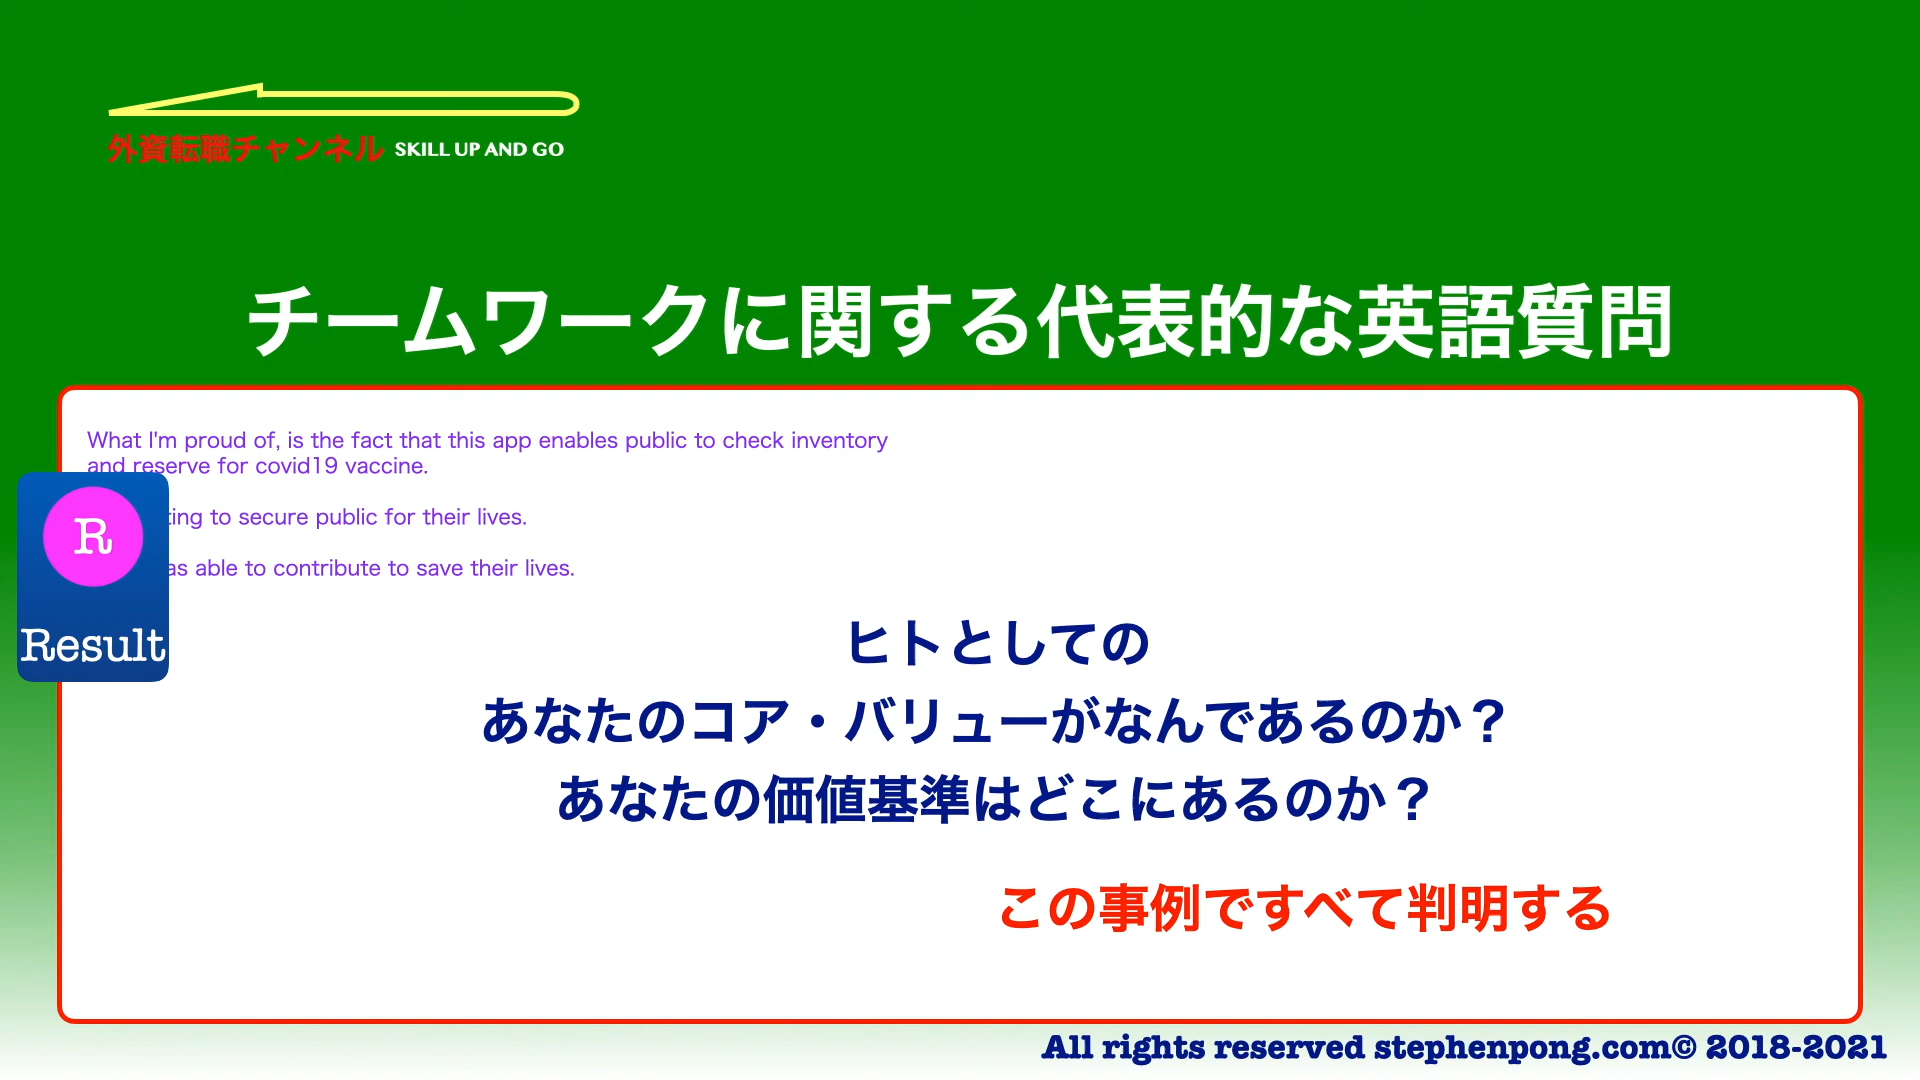 外資転職チャンネル SKILL UP AND GO
チームワークに関する代表的な英語質問
What I'm proud of, is the fact that this app enables public to check inventory
and reserve for covid19 vaccine.
to secure public for their lives.
able to contribute to save their lives.
R
Result
ヒトとしての
あなたのコア・バリューがなんであるのか？
あなたの価値基準はどこにあるのか？
この事例ですべて判明する
All rights reserved stephenpong.com© 2018-2021